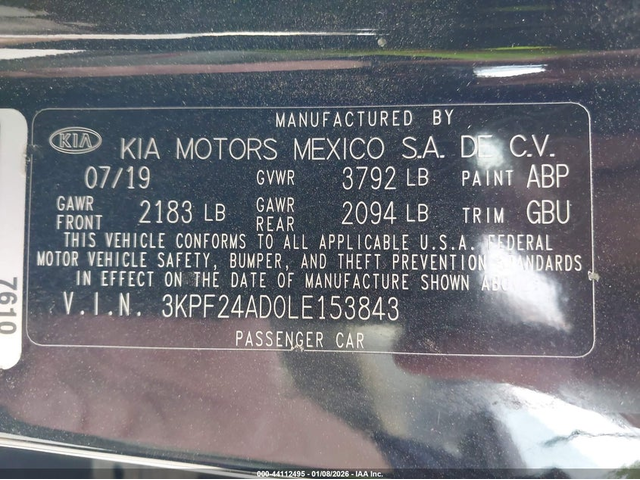 MANUFACTURED BY
KIA KIA MOTORS MEXICO S.A. DE C.V.
07/19 GVWR 3792 LB PAINT ABP
GAWR FRONT 2183 LB GAWR REAR 2094 LB TRIM GBU
THIS VEHICLE CONFORMS TO ALL APPLICABLE U.S.A. FEDERAL
MOTOR VEHICLE SAFETY, BUMPER, AND THEFT PREVENTION STANDARDS
IN EFFECT ON THE DATE OF MANUFACTURE SHOWN ABOVE
V.I.N. 3KPF24AD0LE153843
PASSENGER CAR
7619
000-44112495 - 01/08/2026 - IAA Inc.